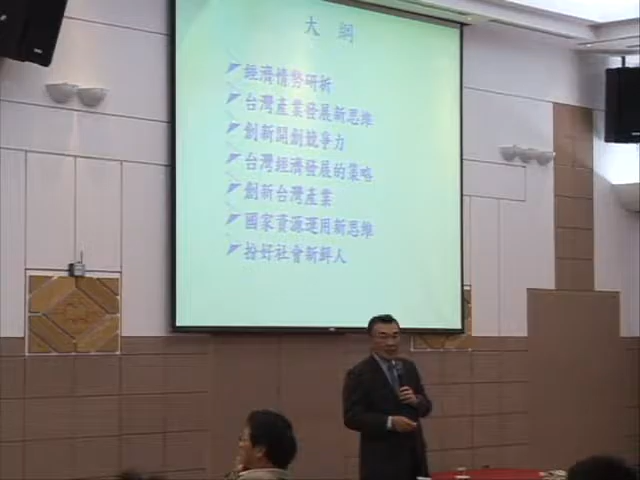 大 綱
經濟情勢研析
台灣產業發展新思維
創新開創競爭力
台灣經濟發展的策略
創新台灣產業
國家資源運用新思維
扮好社會新鮮人